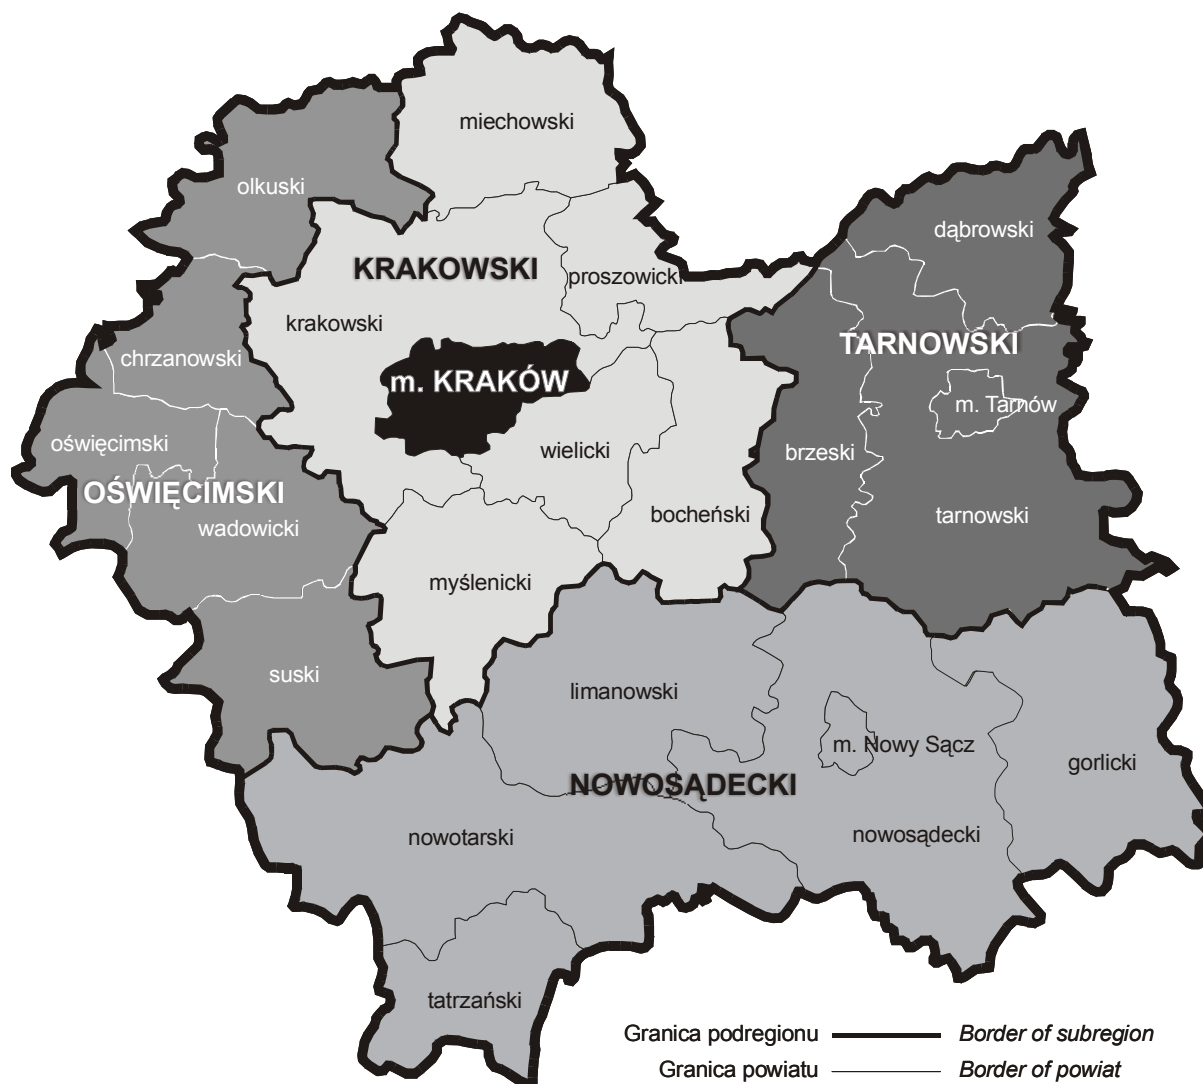 miechowski
olkuski
dąbrowski
KRAKOWSKI
proszowicki
krakowski
TARNOWSKI
chrzanowski
m. KRAKÓW
m. Tarnów
oświęcimski
wielicki
brzeski
OŚWIĘCIMSKI
wadowicki
bocheński
tarnowski
myślenicki
suski
limanowski
m. Nowy Sącz
gorlicki
NOWOSĄDECKI
nowotarski
nowosądecki
tatrzański
Granica podregionu Border of subregion
Granica powiatu Border of powiat